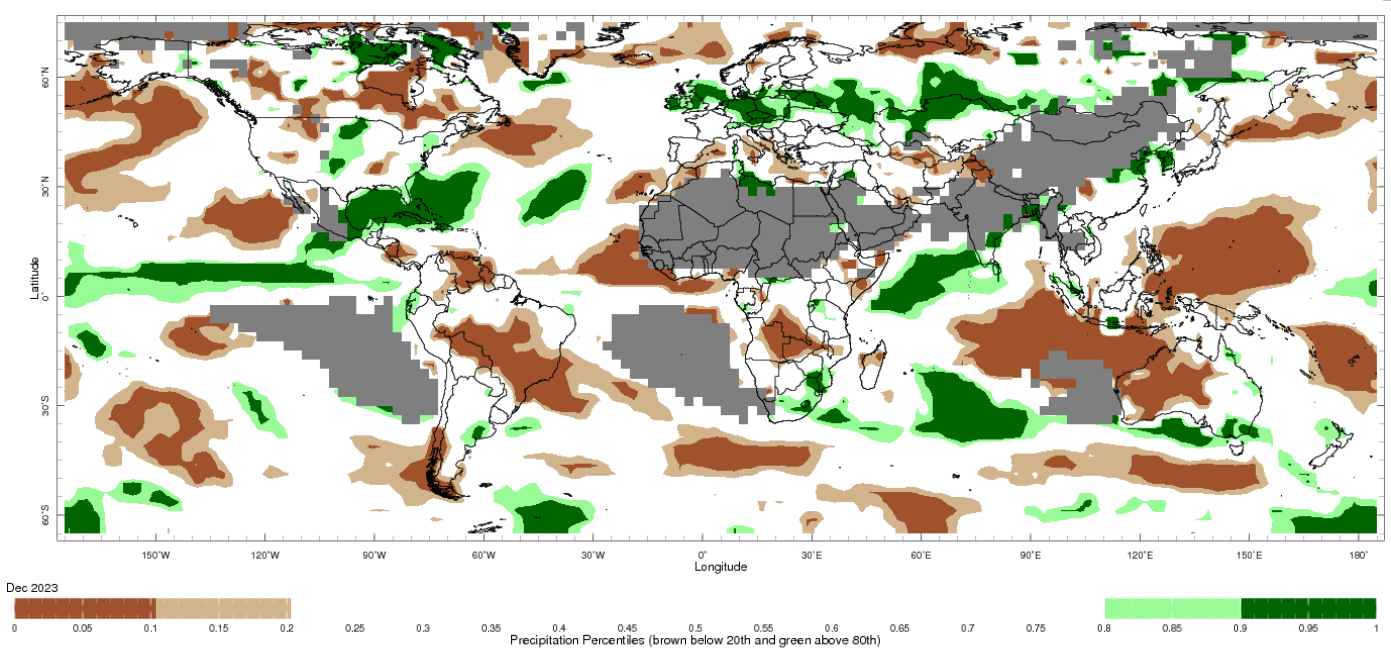 60°N
30°N
0°
30°S
60°S
Latitude
150°W 120°W 90°W 60°W 30°W 0° 30°E 60°E 90°E 120°E 150°E 180°
Longitude
Dec 2023
0 0.05 0.1 0.15 0.2 0.25 0.3 0.35 0.4 0.45 0.5 0.55 0.6 0.65 0.7 0.75 0.8 0.85 0.9 0.95 1
Precipitation Percentiles (brown below 20th and green above 80th)